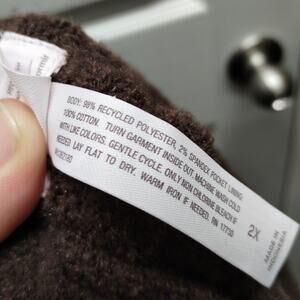 BODY: 98% RECYCLED POLYESTER, 2% SPANDEX POCKET LINING:
100% COTTON. TURN GARMENT INSIDE OUT. MACHINE WASH COLD
WITH LIKE COLORS. GENTLE CYCLE. ONLY NON CHLORINE BLEACH IF
NEEDED. LAY FLAT TO DRY. WARM IRON IF NEEDED. RN 17730
2X
MADE IN
INDONESIA